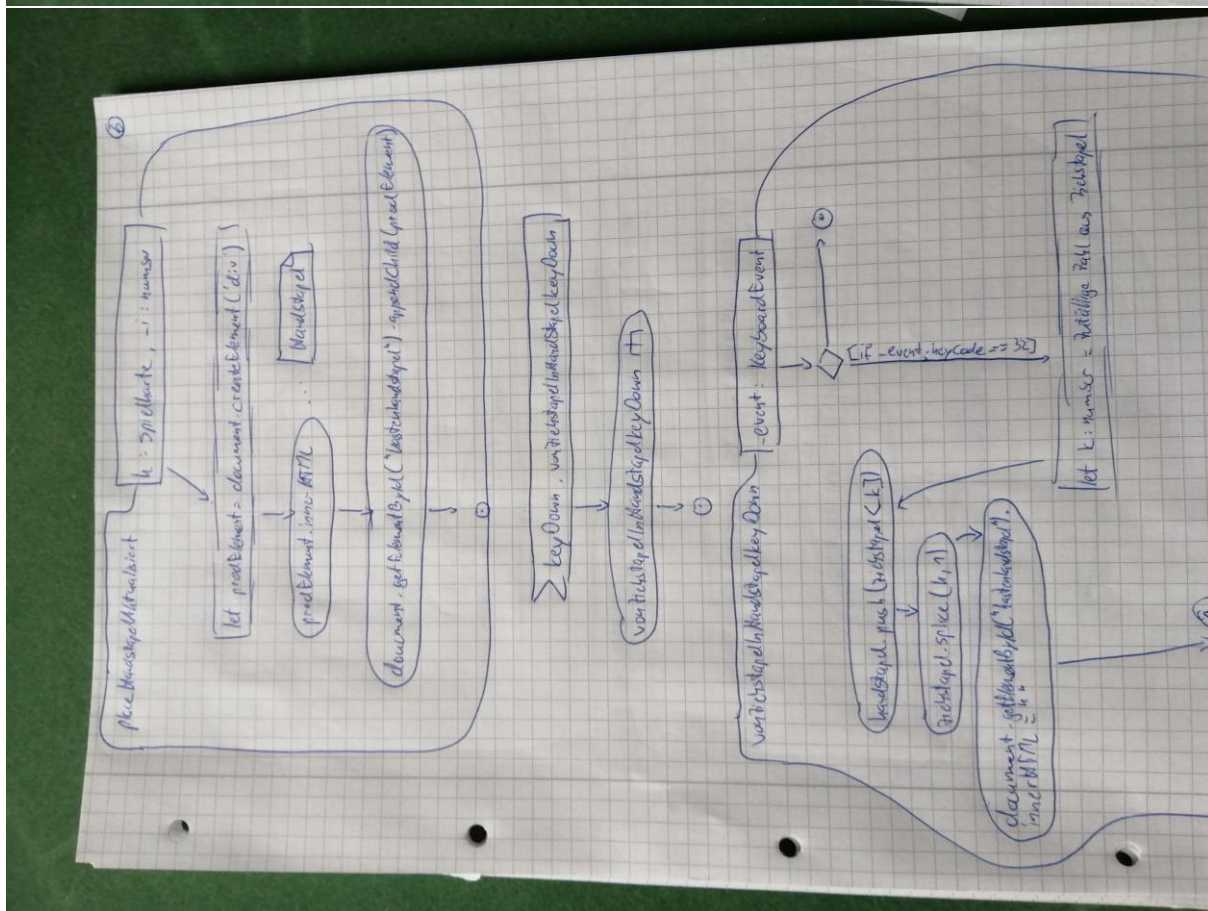 ⑥
k : Spielkarte, _i : number
let prodElement = document.createElement('div')
prodElement.innerHTML
Handstapel
document.getElementById("kartenhandstapel").appendChild(prodElement)
keyDown, vonZiehstapelInHandstapelKeyDown
vonZiehstapelInHandstapelKeyDown
vonZiehstapelInHandstapelKeyDown
_event: KeyboardEvent
[if _event.keyCode == 32]
let k: number = Zufällige Zahl aus Ziehstapel
handstapel.push(ziehstapel[k])
ziehstapel.splice(k,1)
document.getElementById("kartenhandstapel").
innerHTML = ""